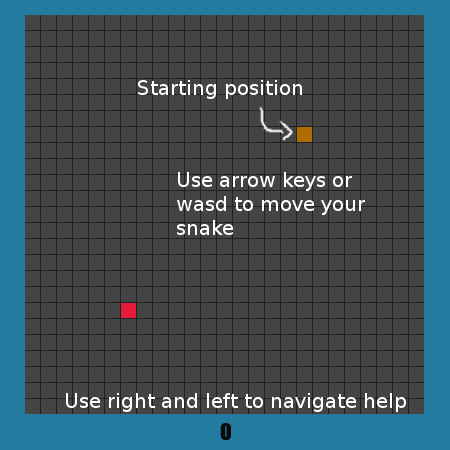 Starting position
Use arrow keys or
wasd to move your
snake
Use right and left to navigate help
0